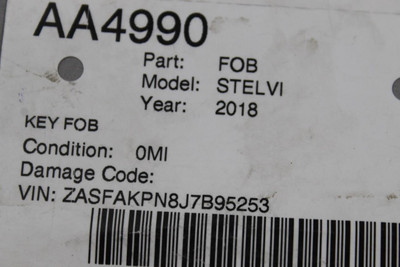 AA4990
Part: FOB
Model: STELVI
Year: 2018
KEY FOB
Condition: 0MI
Damage Code:
VIN: ZASFAKPN8J7B95253